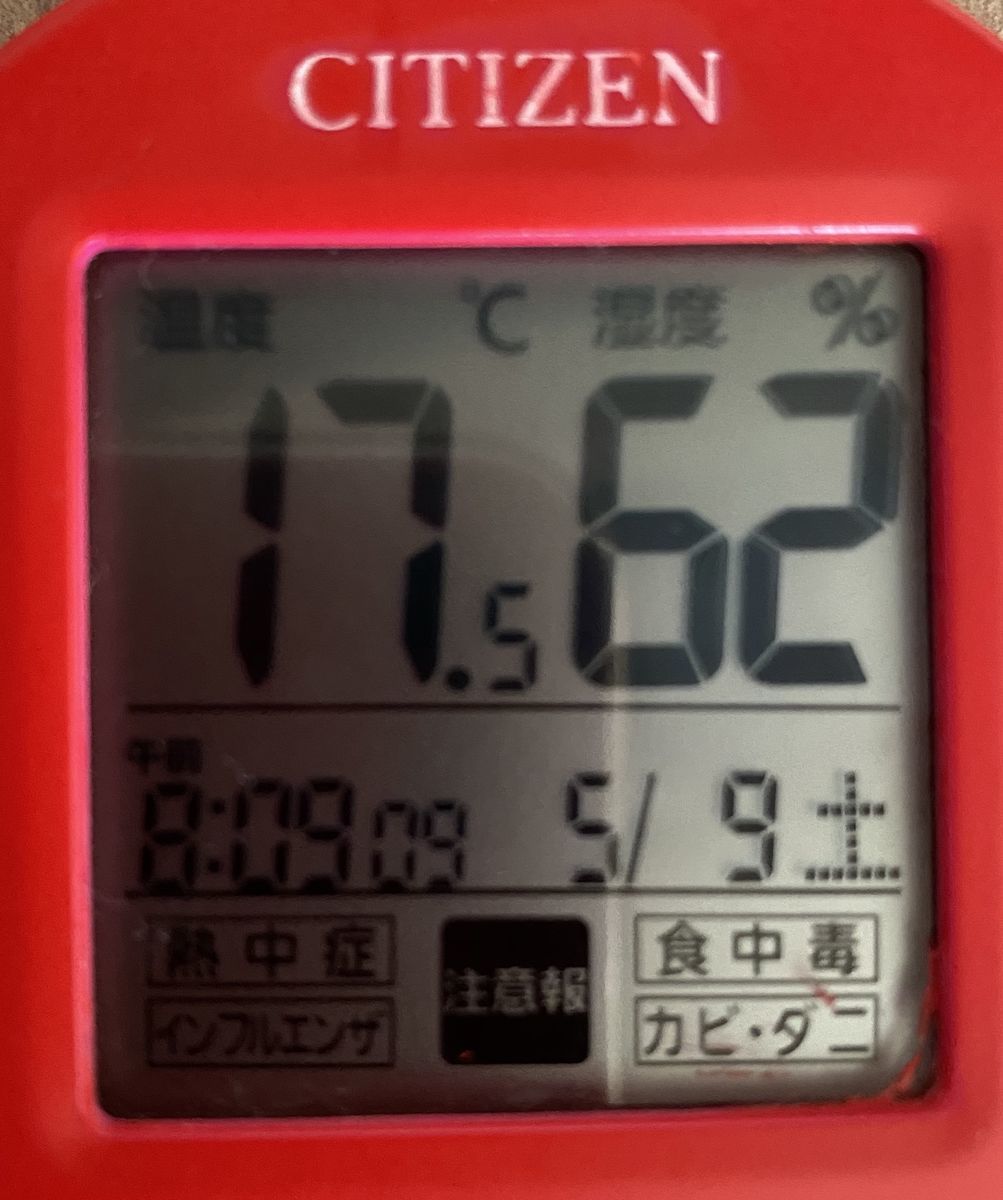 CITIZEN
温度 ℃ 湿度 %
17.5 62
午前
8:09 09 5/ 9 土
熱中症 注意報 食中毒
インフルエンザ カビ・ダニ